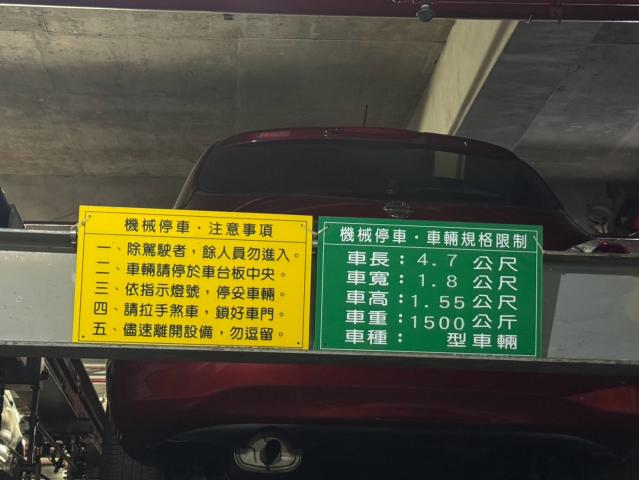 機械停車・注意事項
一、除駕駛者，餘人員勿進入。
二、車輛請停於車台板中央。
三、依指示燈號，停妥車輛。
四、請拉手煞車，鎖好車門。
五、儘速離開設備，勿逗留。
機械停車・車輛規格限制
車長：4.7 公尺
車寬：1.8 公尺
車高：1.55 公尺
車重：1500 公斤
車種：　型車輛